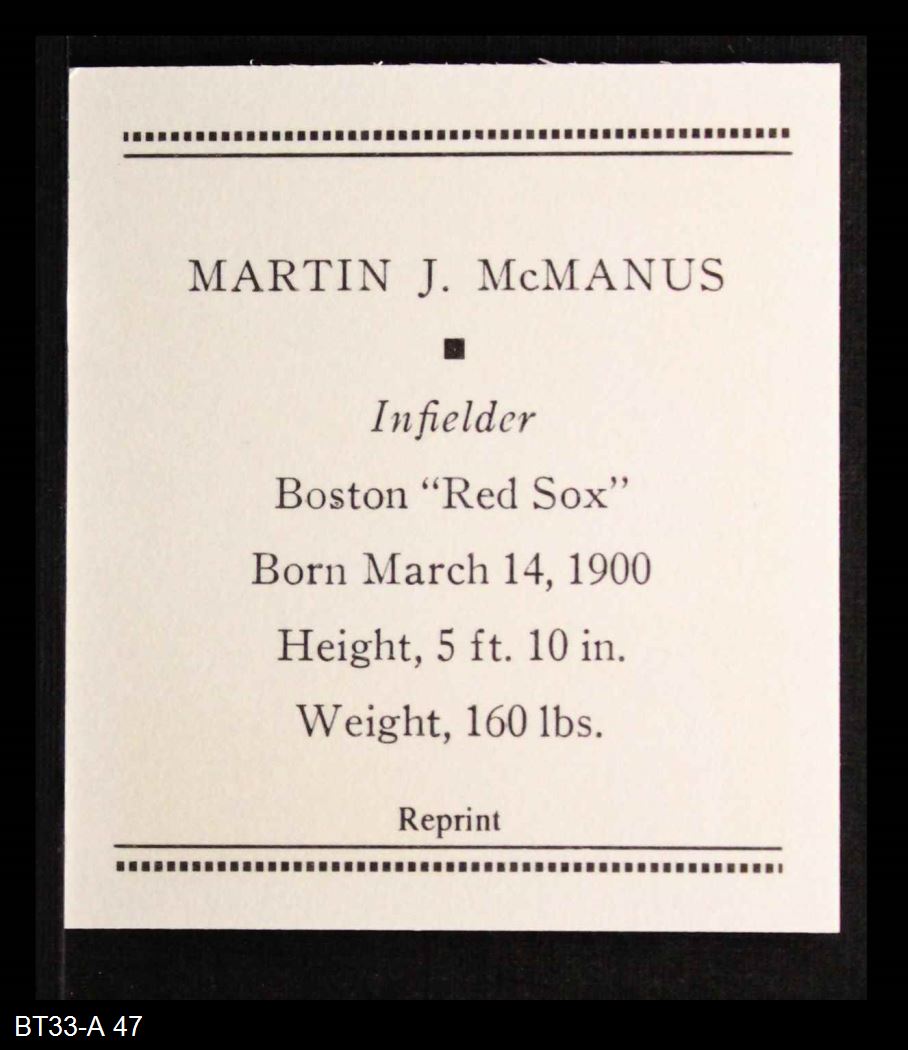 MARTIN J. McMANUS
Infielder
Boston “Red Sox”
Born March 14, 1900
Height, 5 ft. 10 in.
Weight, 160 lbs.
Reprint
BT33-A 47